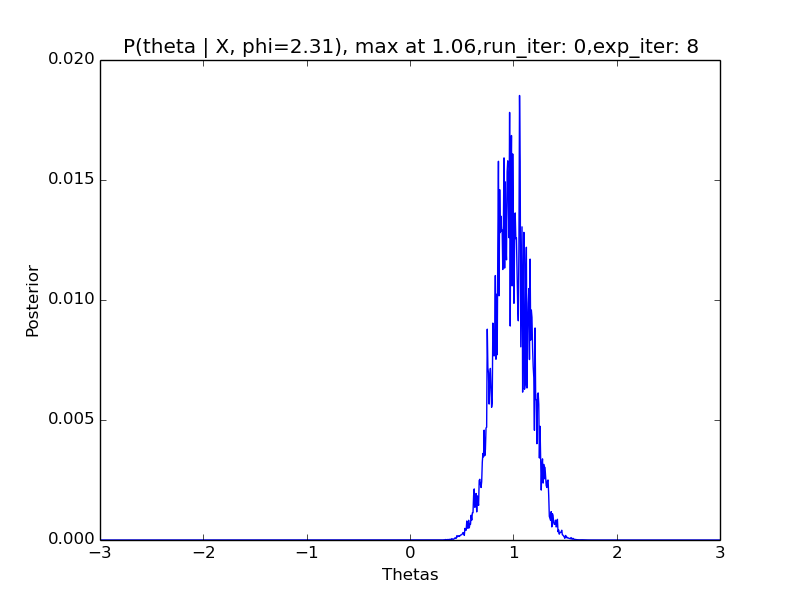 P(theta | X, phi=2.31), max at 1.06,run_iter: 0,exp_iter: 8
0.020
0.015
0.010
0.005
0.000
Posterior
−3 −2 −1 0 1 2 3
Thetas